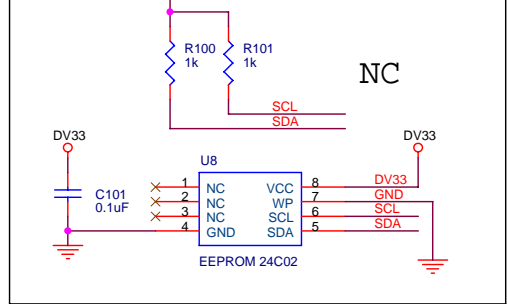 R100
1k
R101
1k
NC
SCL
SDA
DV33
DV33
U8
C101
0.1uF
1 NC VCC 8 DV33
2 NC WP 7 GND
3 NC SCL 6 SCL
4 GND SDA 5 SDA
EEPROM 24C02